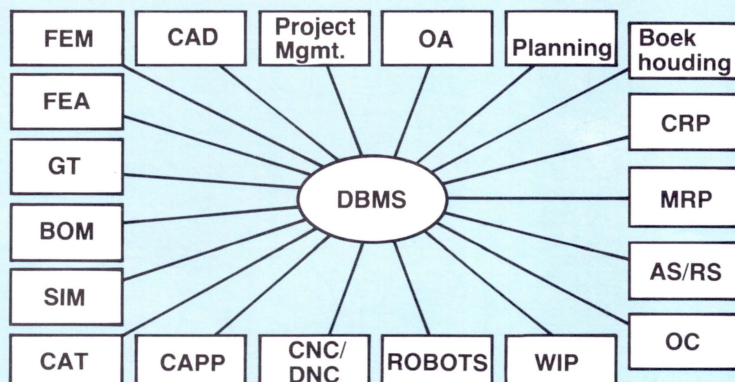 FEM
CAD
Project
Mgmt.
OA
Planning
Boek
houding
FEA
CRP
GT
DBMS
MRP
BOM
AS/RS
SIM
OC
CAT
CAPP
CNC/
DNC
ROBOTS
WIP